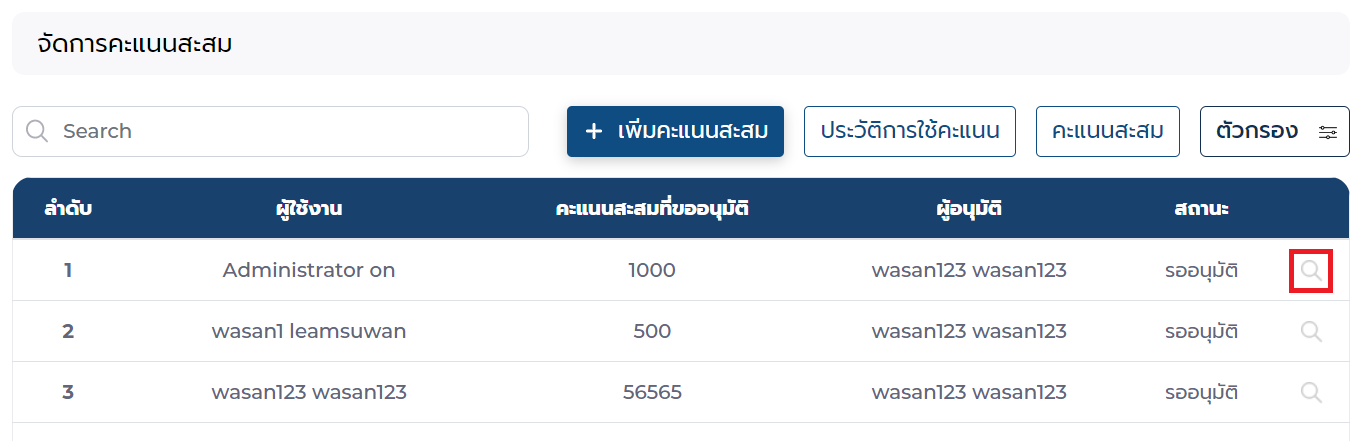 จัดการคะแนนสะสม
Search + เพิ่มคะแนนสะสม ประวัติการใช้คะแนน คะแนนสะสม ตัวกรอง
ลำดับ ผู้ใช้งาน คะแนนสะสมที่ขออนุมัติ ผู้อนุมัติ สถานะ
1 Administrator on 1000 wasan123 wasan123 รออนุมัติ
2 wasan1 leamsuwan 500 wasan123 wasan123 รออนุมัติ
3 wasan123 wasan123 56565 wasan123 wasan123 รออนุมัติ